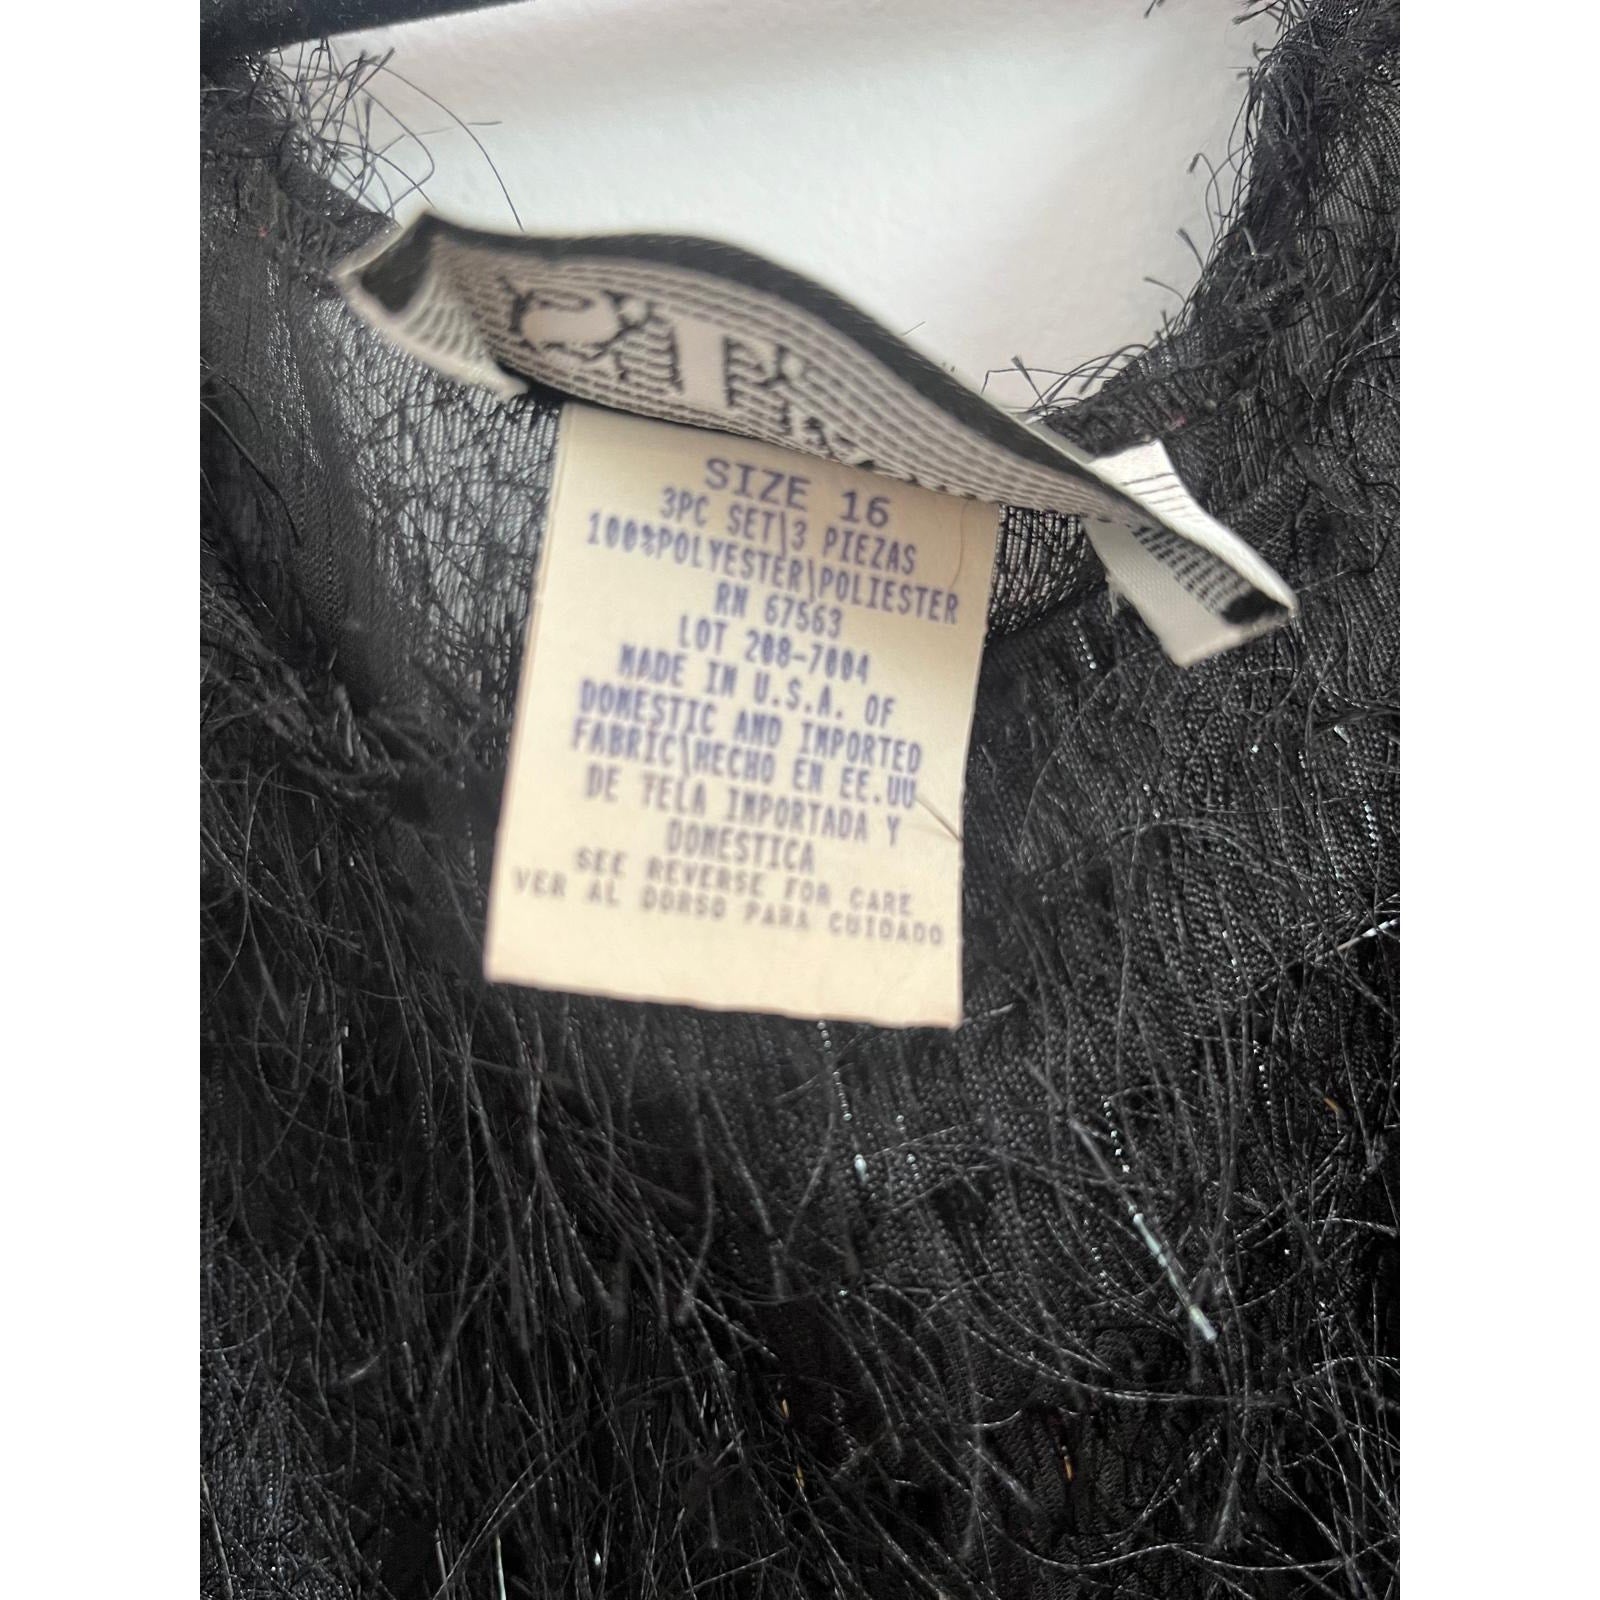 SIZE 16
3PC SET\3 PIEZAS
100%POLYESTER\POLIESTER
RN 67563
LOT 208-7004
MADE IN U.S.A. OF
DOMESTIC AND IMPORTED
FABRIC\HECHO EN EE.UU
DE TELA IMPORTADA Y
DOMESTICA
SEE REVERSE FOR CARE
VER AL DORSO PARA CUIDADO